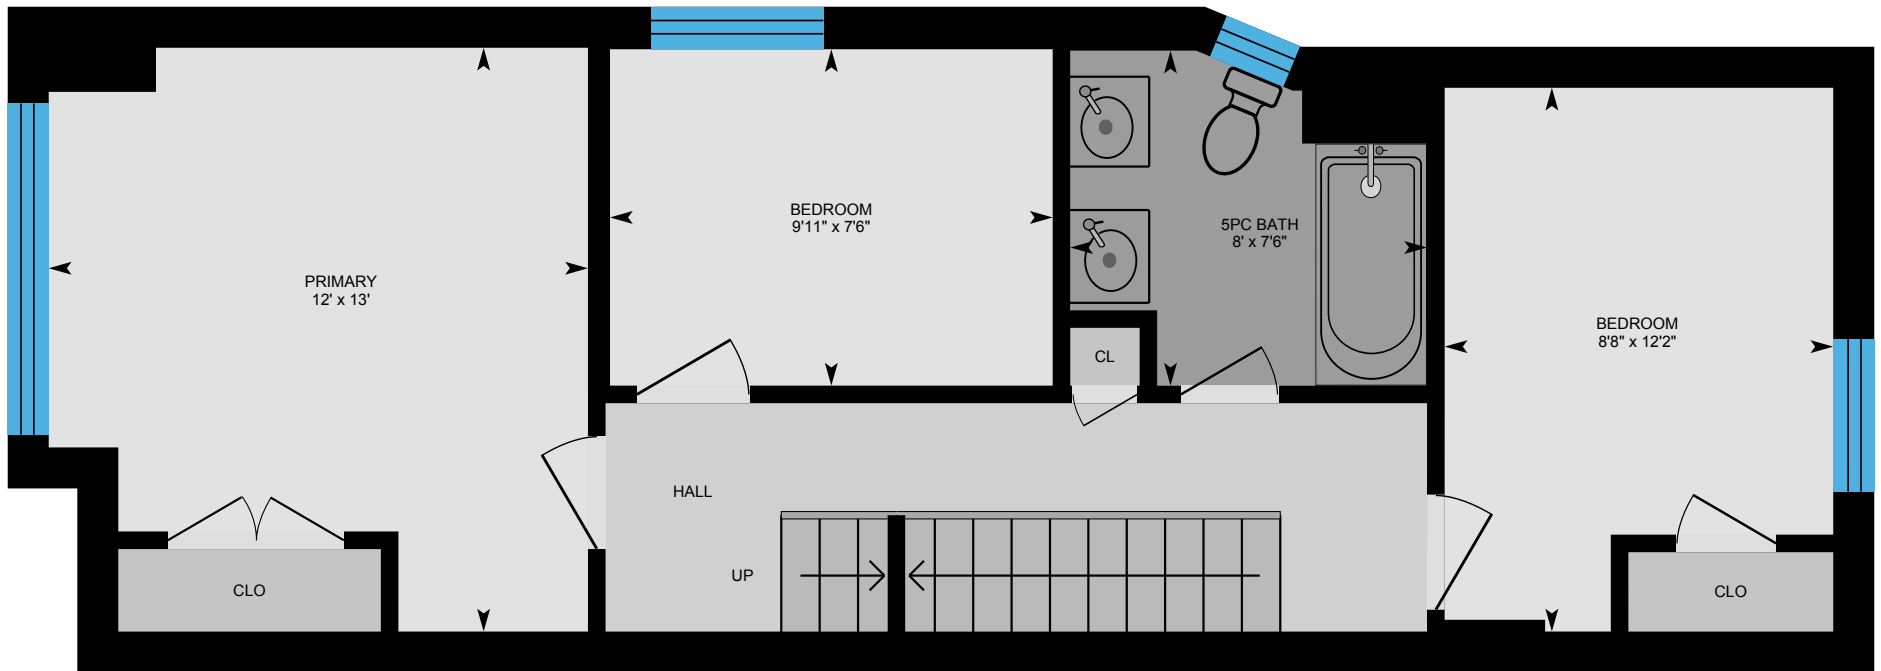 PRIMARY
12' x 13'
BEDROOM
9'11" x 7'6"
5PC BATH
8' x 7'6"
BEDROOM
8'8" x 12'2"
CL
HALL
UP
CLO
CLO